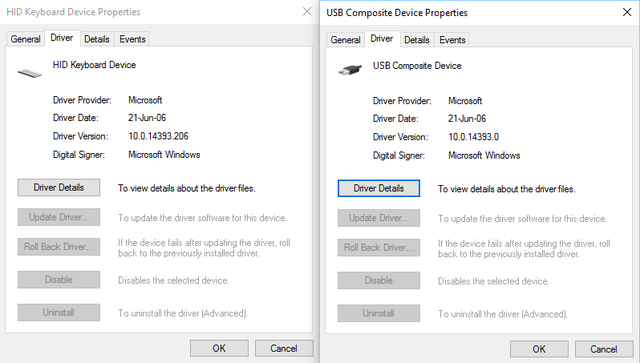 HID Keyboard Device Properties
General
Driver
Details
Events
HID Keyboard Device
Driver Provider: Microsoft
Driver Date: 21-Jun-06
Driver Version: 10.0.14393.206
Digital Signer: Microsoft Windows
Driver Details
To view details about the driver files.
Update Driver...
To update the driver software for this device.
Roll Back Driver...
If the device fails after updating the driver, roll
back to the previously installed driver.
Disable
Disables the selected device.
Uninstall
To uninstall the driver (Advanced).
OK
Cancel
USB Composite Device Properties
General
Driver
Details
Events
USB Composite Device
Driver Provider: Microsoft
Driver Date: 21-Jun-06
Driver Version: 10.0.14393.0
Digital Signer: Microsoft Windows
Driver Details
To view details about the driver files.
Update Driver...
To update the driver software for this device.
Roll Back Driver...
If the device fails after updating the driver, roll
back to the previously installed driver.
Disable
Disables the selected device.
Uninstall
To uninstall the driver (Advanced).
OK
Cancel